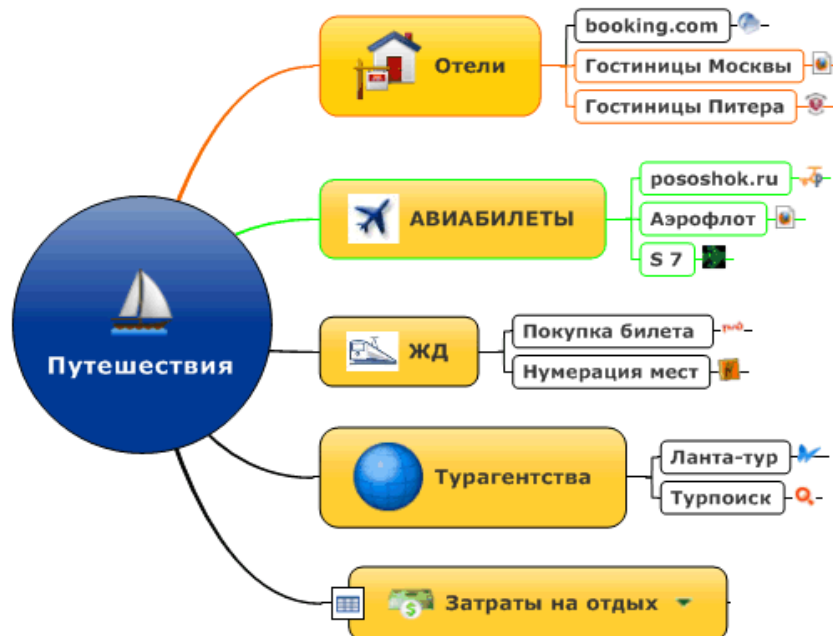 booking.com
Отели
Гостиницы Москвы
Гостиницы Питера
pososhok.ru
АВИАБИЛЕТЫ
Аэрофлот
S 7
Путешествия
ЖД
Покупка билета
Нумерация мест
Турагентства
Ланта-тур
Турпоиск
Затраты на отдых